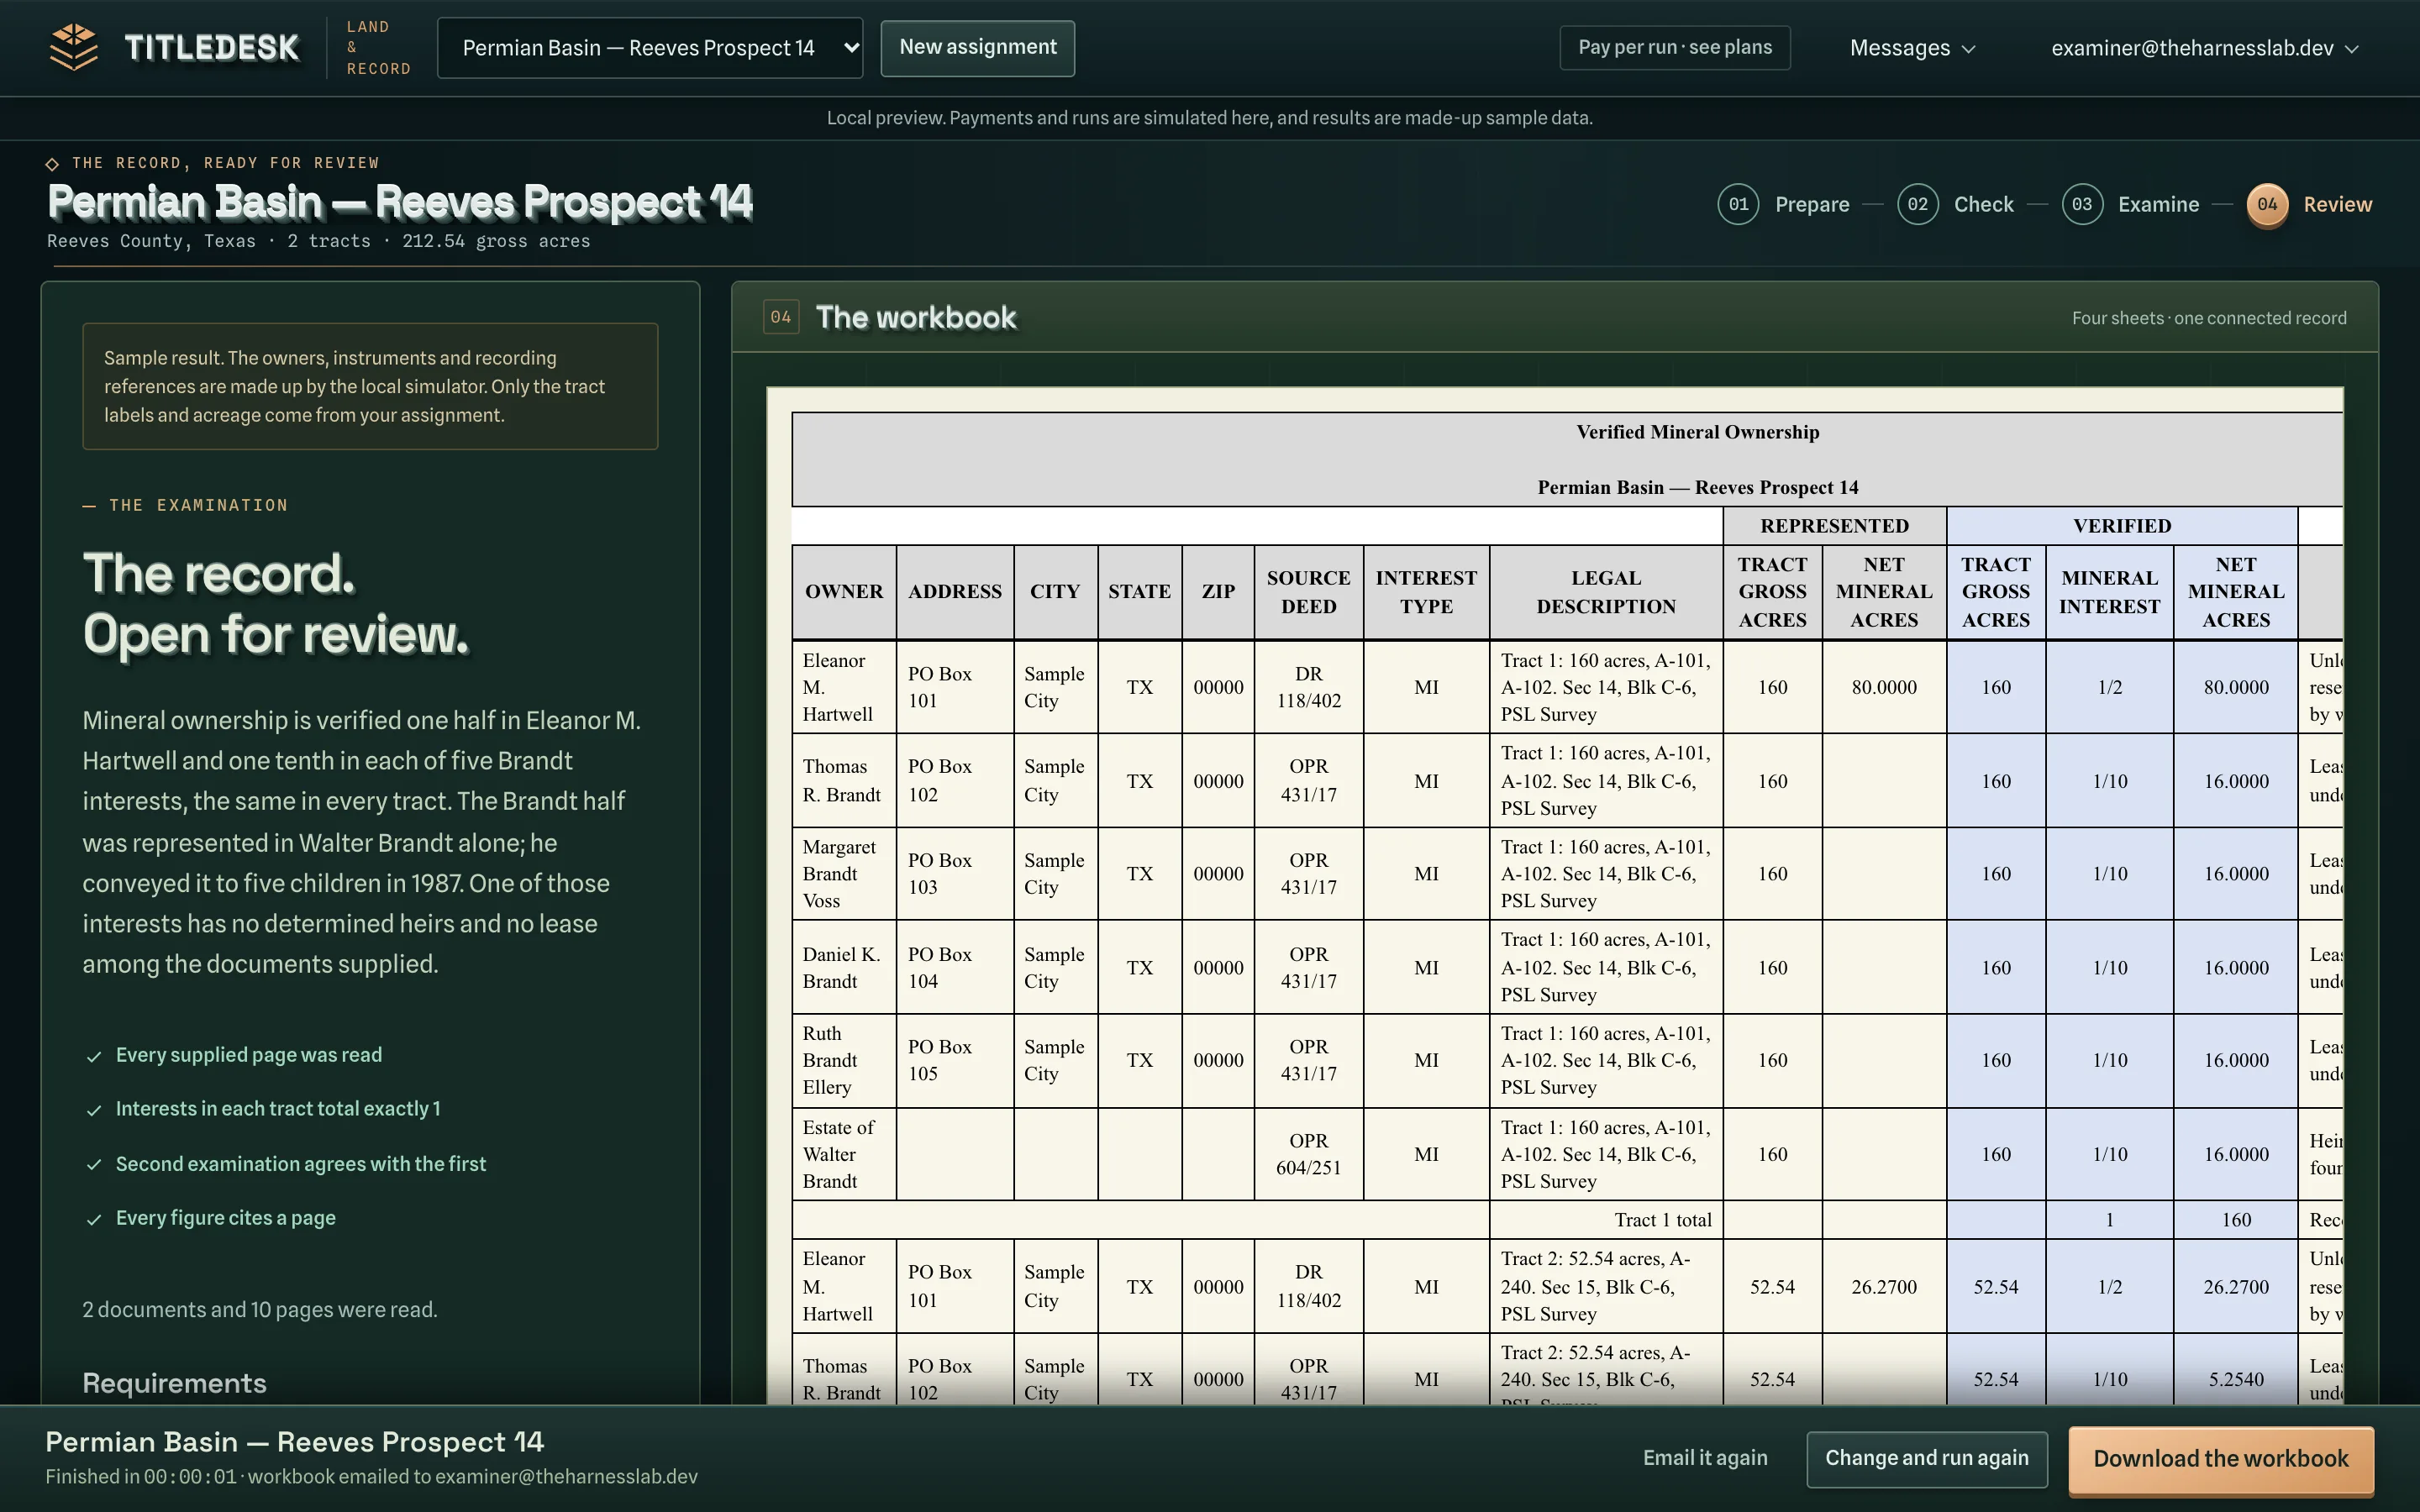 TITLEDESK
LAND
&
RECORD
Permian Basin — Reeves Prospect 14
New assignment
Pay per run · see plans
Messages
examiner@theharnesslab.dev
Local preview. Payments and runs are simulated here, and results are made-up sample data.
THE RECORD, READY FOR REVIEW
Permian Basin — Reeves Prospect 14
Reeves County, Texas · 2 tracts · 212.54 gross acres
01 Prepare — 02 Check — 03 Examine — 04 Review
Sample result. The owners, instruments and recording
references are made up by the local simulator. Only the tract
labels and acreage come from your assignment.
— THE EXAMINATION
The record.
Open for review.
Mineral ownership is verified one half in Eleanor M.
Hartwell and one tenth in each of five Brandt
interests, the same in every tract. The Brandt half
was represented in Walter Brandt alone; he
conveyed it to five children in 1987. One of those
interests has no determined heirs and no lease
among the documents supplied.
Every supplied page was read
Interests in each tract total exactly 1
Second examination agrees with the first
Every figure cites a page
2 documents and 10 pages were read.
Requirements
04 The workbook
Four sheets · one connected record
Verified Mineral Ownership
Permian Basin — Reeves Prospect 14
REPRESENTED VERIFIED
OWNER ADDRESS CITY STATE ZIP SOURCE DEED INTEREST TYPE LEGAL DESCRIPTION TRACT GROSS ACRES NET MINERAL ACRES TRACT GROSS ACRES MINERAL INTEREST NET MINERAL ACRES
Eleanor M. Hartwell PO Box 101 Sample City TX 00000 DR 118/402 MI Tract 1: 160 acres, A-101, A-102. Sec 14, Blk C-6, PSL Survey 160 80.0000 160 1/2 80.0000
Thomas R. Brandt PO Box 102 Sample City TX 00000 OPR 431/17 MI Tract 1: 160 acres, A-101, A-102. Sec 14, Blk C-6, PSL Survey 160 160 1/10 16.0000
Margaret Brandt Voss PO Box 103 Sample City TX 00000 OPR 431/17 MI Tract 1: 160 acres, A-101, A-102. Sec 14, Blk C-6, PSL Survey 160 160 1/10 16.0000
Daniel K. Brandt PO Box 104 Sample City TX 00000 OPR 431/17 MI Tract 1: 160 acres, A-101, A-102. Sec 14, Blk C-6, PSL Survey 160 160 1/10 16.0000
Ruth Brandt Ellery PO Box 105 Sample City TX 00000 OPR 431/17 MI Tract 1: 160 acres, A-101, A-102. Sec 14, Blk C-6, PSL Survey 160 160 1/10 16.0000
Estate of Walter Brandt OPR 604/251 MI Tract 1: 160 acres, A-101, A-102. Sec 14, Blk C-6, PSL Survey 160 160 1/10 16.0000
Tract 1 total 1 160
Eleanor M. Hartwell PO Box 101 Sample City TX 00000 DR 118/402 MI Tract 2: 52.54 acres, A-240. Sec 15, Blk C-6, PSL Survey 52.54 26.2700 52.54 1/2 26.2700
Thomas R. Brandt PO Box 102 Sample City TX 00000 OPR 431/17 MI Tract 2: 52.54 acres, A-240. Sec 15, Blk C-6, 52.54 52.54 1/10 5.2540
Permian Basin — Reeves Prospect 14
Finished in 00:00:01 · workbook emailed to examiner@theharnesslab.dev
Email it again
Change and run again
Download the workbook